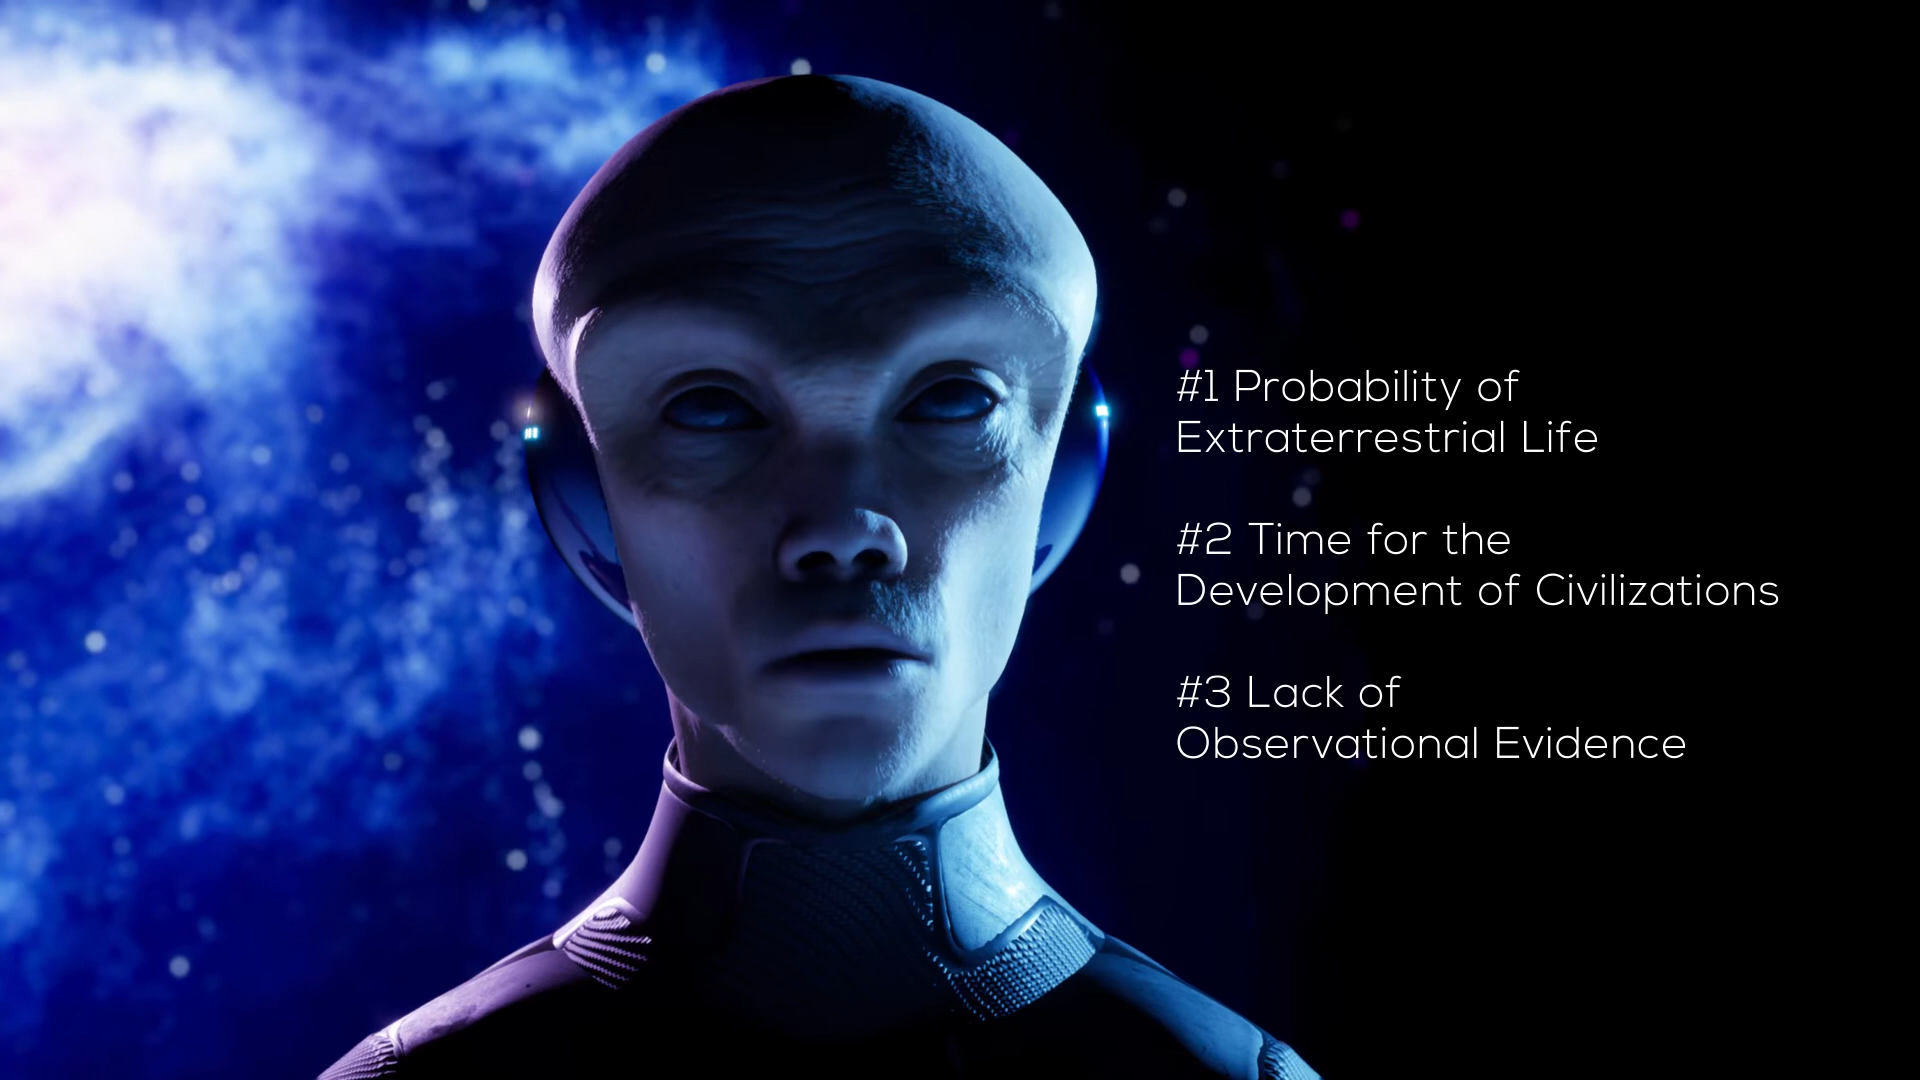 #1 Probability of
Extraterrestrial Life
#2 Time for the
Development of Civilizations
#3 Lack of
Observational Evidence